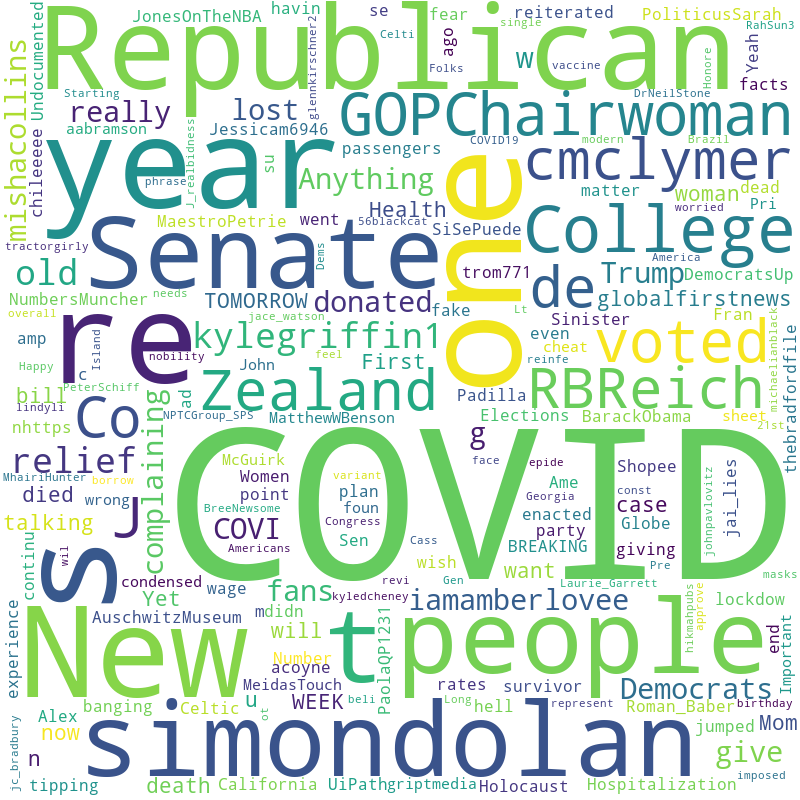 JonesOnTheNBA
havin
se
reiterated
PoliticusSarah
Celti
single
RahSun3
Republican
w
fear
ago
Yeah
Undocumented
glennkirschner2
Folks
vaccine
Honore
mishacollins
Starting
really
lost
facts
DrNeilStone
aabramson
Jessicam6946
GOPChairwoman
chileeeee
J_realbidness
passengers
COVID19
modern
Brazil
year
su
cmclymer
phrase
Anything
matter
woman
dead
Pri
worried
tractorgirly
MaestroPetrie
went
56blackcat
Health
SiSePuede
College
Senate
Dems
one
America
old
trom771
de
Trump
DemocratsUp
NumbersMuncher
needs
TOMORROW
donated
fake
Lt
globalfirstnews
overall
amp
re
jace_watson
Sinister
Fran
Island
nobility
kylegriffin1
even
voted
michaelianblack
Happy
c
John
feel
First
cheat
reinfe
bill
PeterSchiff
ad
Zealand
Padilla
RBReich
lindyli
Co
NPTCGroup_SPS
MatthewWBenson
Elections
BarackObama
sheet
21st
thebradfordfile
nhttps
g
relief
complaining
McGuirk
face
epide
Ame
Shopee
const
MhairiHunter
borrow
Women
variant
plan
Georgia
case
jai_lies
johnpavlovitz
died
wrong
J
point
foun
enacted
talking
BreeNewsome
COVI
Congress
COVID
party
Globe
continu
wil
Americans
Sen
Cass
BREAKING
giving
Pre
s
condensed
wage
revi
wish
Gen
want
Laurie_Garrett
masks
Yet
fans
kyledcheney
iamamberlovee
lockdow
experience
New
AuschwitzMuseum
mdidn
t
PaolaQP1231
people
hikmahpubs
approve
end
Important
will
Number
acoyne
MeidasTouch
rates
survivor
Democrats
jc_bradbury
Alex
now
banging
Celtic
u
WEEK
beli
Long
hell
represent
Roman_Baber
birthday
jumped
Mom
n
ot
simondolan
give
imposed
tipping
death
California
UiPathgriptmedia
Holocaust
Hospitalization